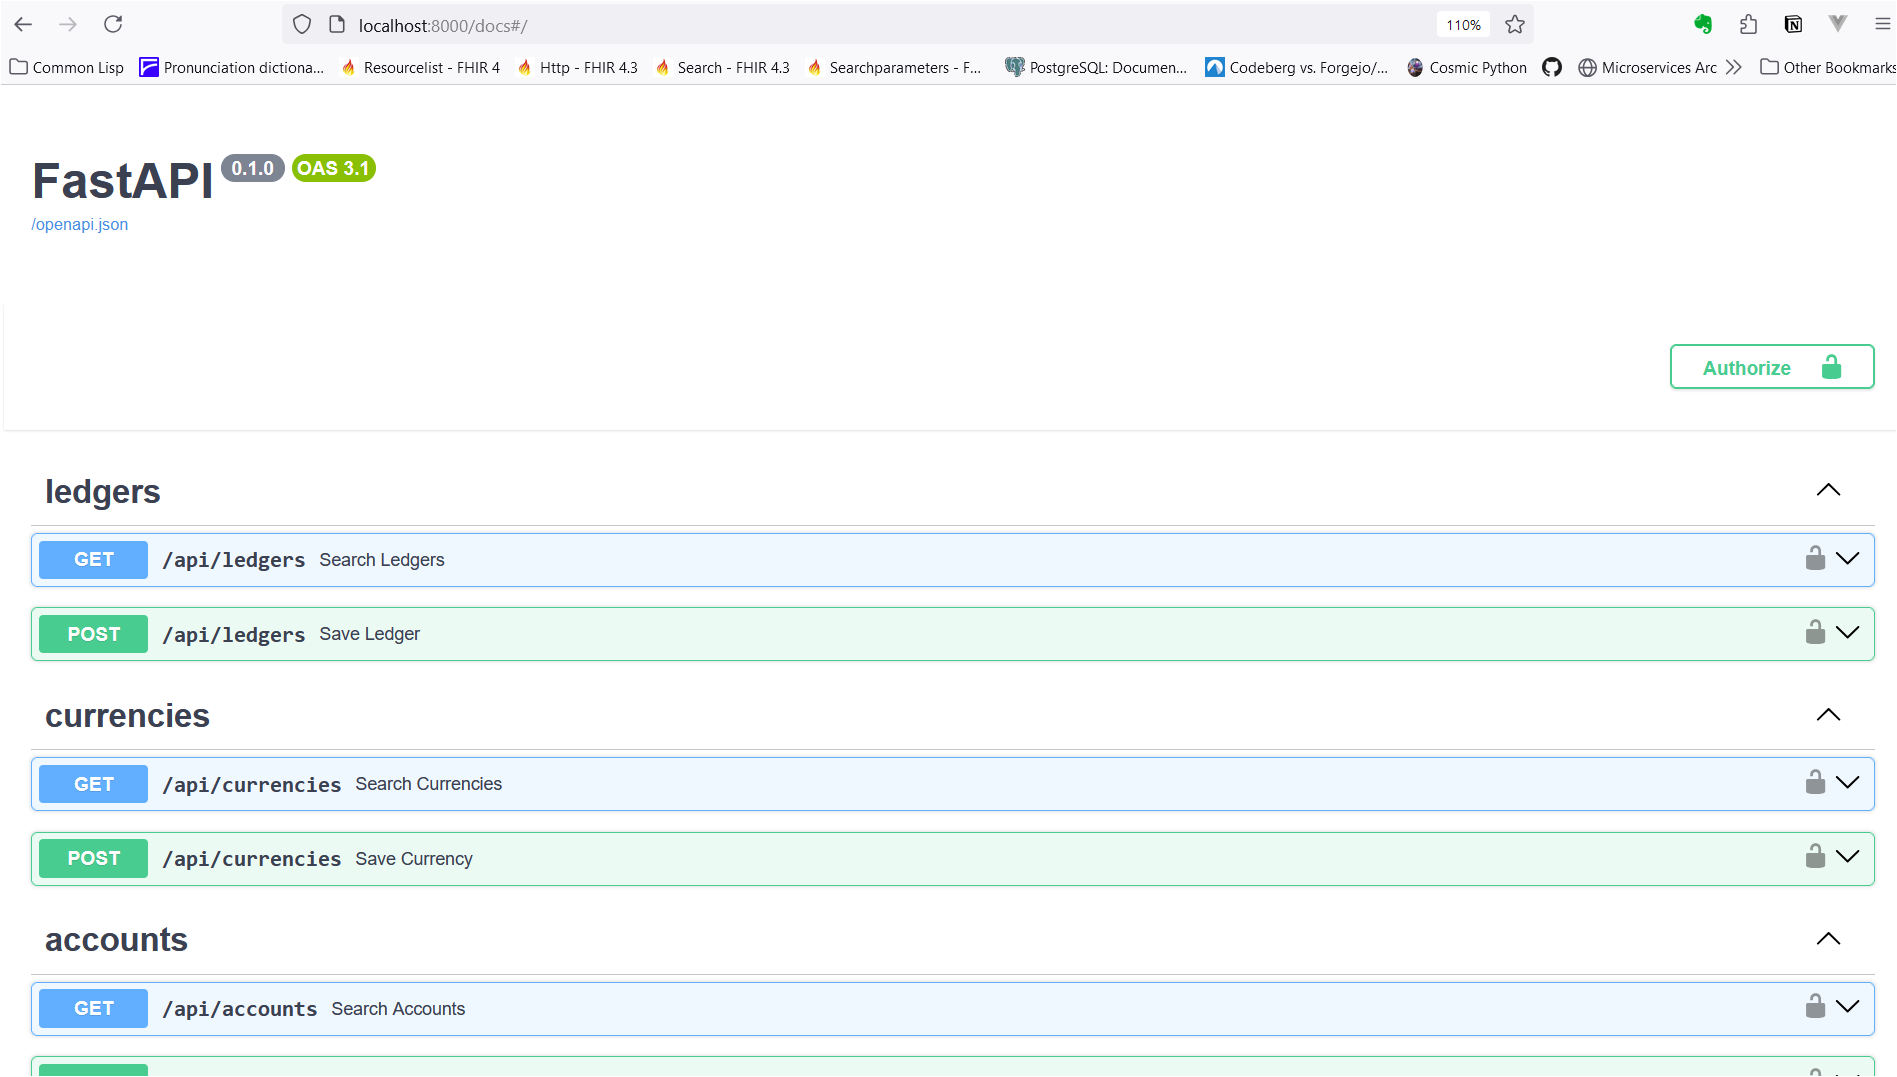 localhost:8000/docs#/ 110%
Common Lisp Pronunciation dictiona... Resourcelist - FHIR 4 Http - FHIR 4.3 Search - FHIR 4.3 Searchparameters - F... PostgreSQL: Documen... Codeberg vs. Forgejo/... Cosmic Python Microservices Arc Other Bookmarks
FastAPI 0.1.0 OAS 3.1
/openapi.json
Authorize
ledgers
GET /api/ledgers Search Ledgers
POST /api/ledgers Save Ledger
currencies
GET /api/currencies Search Currencies
POST /api/currencies Save Currency
accounts
GET /api/accounts Search Accounts